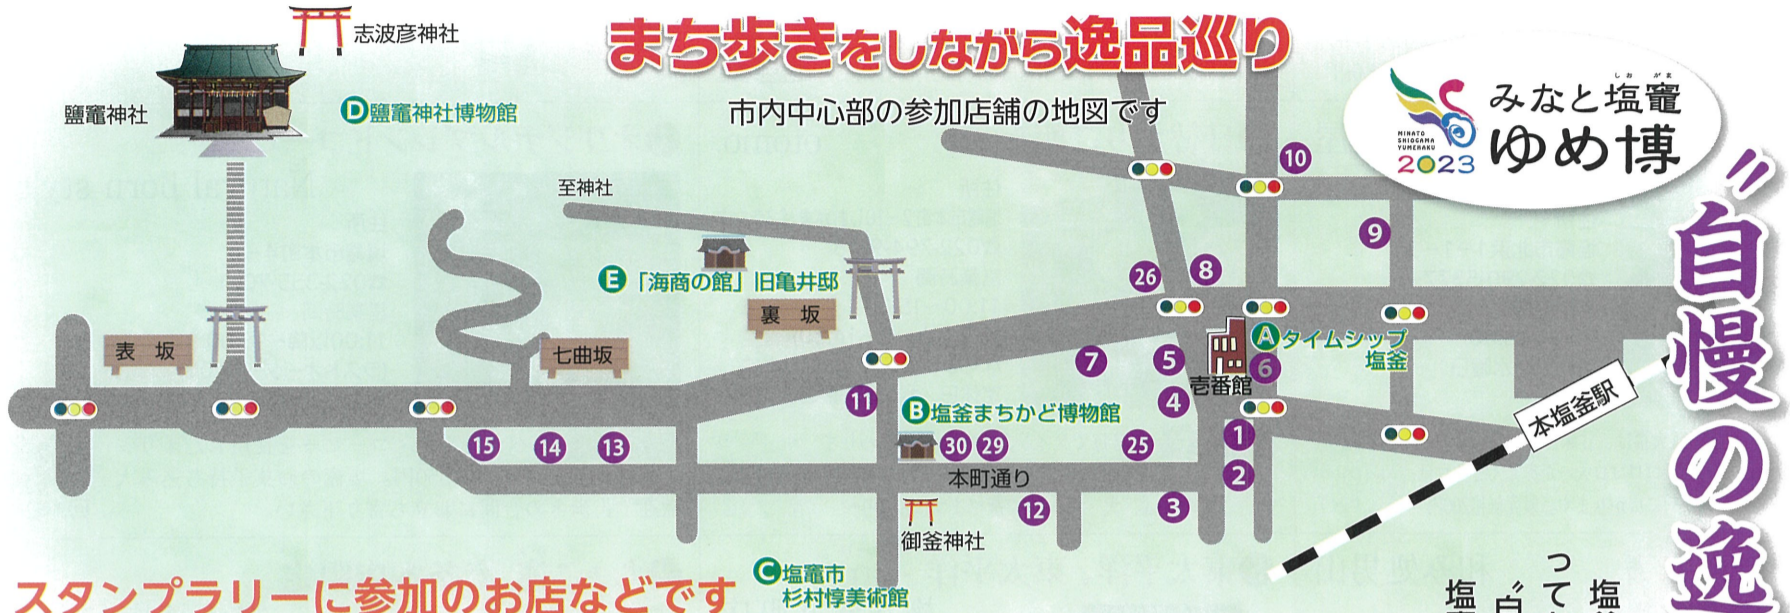 志波彦神社
鹽竈神社
D 鹽竈神社博物館
まち歩きをしながら逸品巡り
市内中心部の参加店舗の地図です
しお がま
みなと塩竈
ゆめ博
MINATO
SHIOGAMA
YUMEHAKU
2023
至神社
E 「海商の館」旧亀井邸
裏 坂
表 坂
七曲坂
10
9
26
8
A タイムシップ
塩釜
7
5
6
壱番館
11
4
B 塩釜まちかど博物館
15
14
13
30
29
25
1
2
本町通り
12
3
御釜神社
本塩釜駅
C 塩竈市
杉村惇美術館
スタンプラリーに参加のお店などです
〝自慢の逸